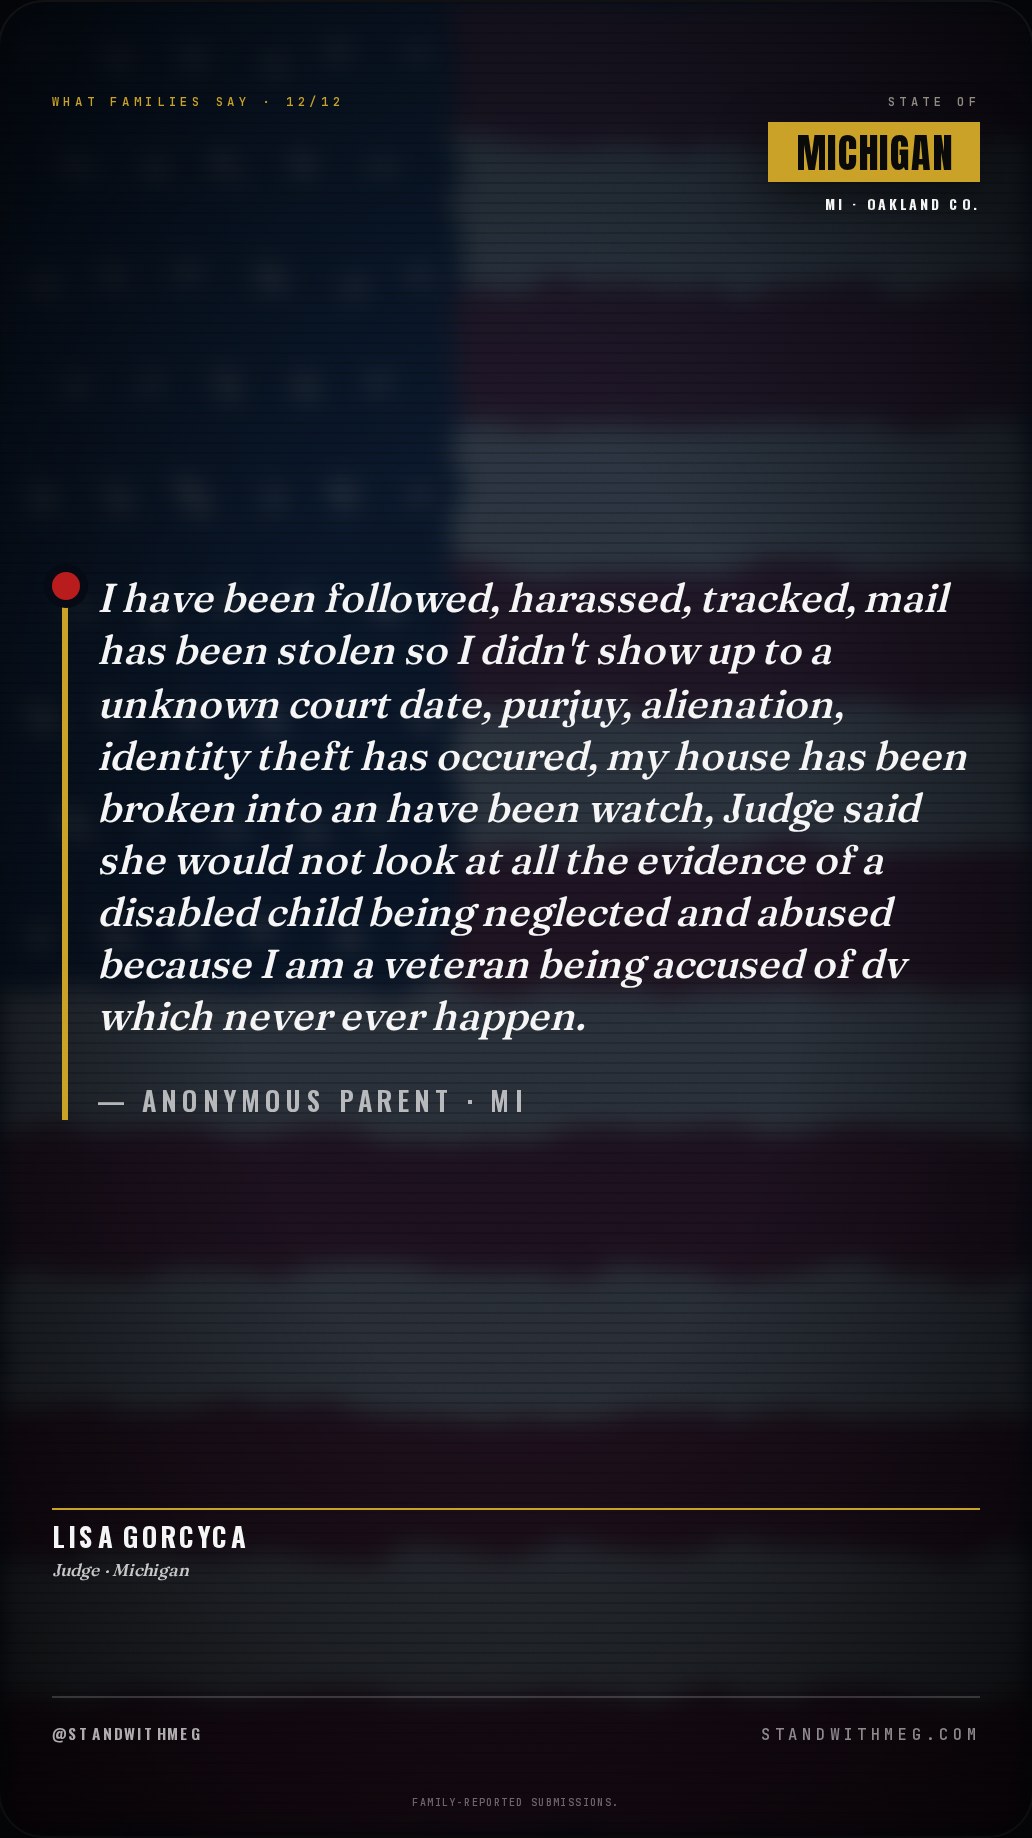 WHAT FAMILIES SAY · 12/12
STATE OF
MICHIGAN
MI · OAKLAND CO.
I have been followed, harassed, tracked, mail
has been stolen so I didn't show up to a
unknown court date, purjuy, alienation,
identity theft has occured, my house has been
broken into an have been watch, Judge said
she would not look at all the evidence of a
disabled child being neglected and abused
because I am a veteran being accused of dv
which never ever happen.
— ANONYMOUS PARENT · MI
LISA GORCYCA
Judge · Michigan
@STANDWITHMEG
STANDWITHMEG.COM
FAMILY-REPORTED SUBMISSIONS.